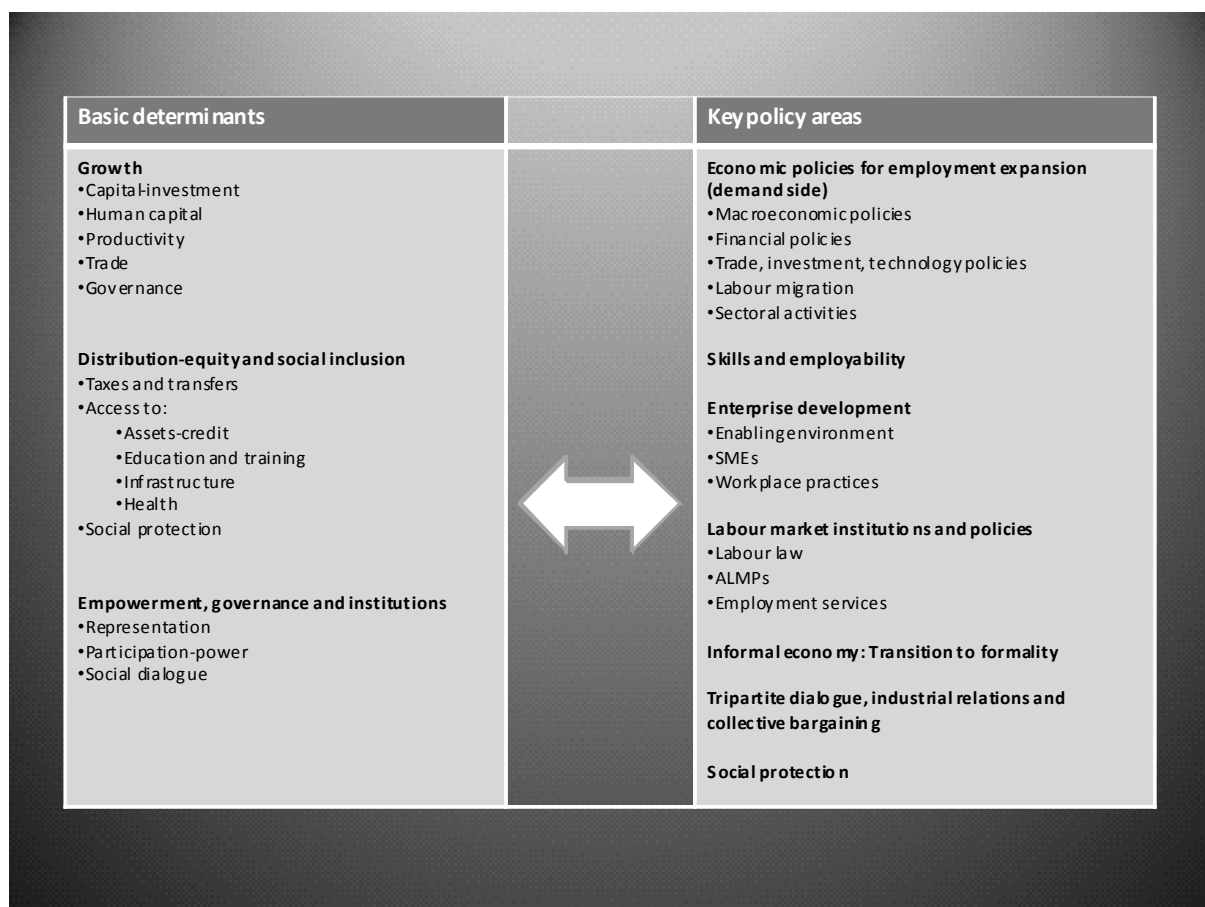 Basic determinants
Growth
•Capital-investment
•Human capital
•Productivity
•Trade
•Governance
Distribution-equity and social inclusion
•Taxes and transfers
•Access to:
•Assets-credit
•Education and training
•Infrastructure
•Health
•Social protection
Empowerment, governance and institutions
•Representation
•Participation-power
•Social dialogue
Key policy areas
Economic policies for employment expansion
(demand side)
•Macroeconomic policies
•Financial policies
•Trade, investment, technology policies
•Labour migration
•Sectoral activities
Skills and employability
Enterprise development
•Enabling environment
•SMEs
•Workplace practices
Labour market institutions and policies
•Labour law
•ALMPs
•Employment services
Informal economy: Transition to formality
Tripartite dialogue, industrial relations and
collective bargaining
Social protection